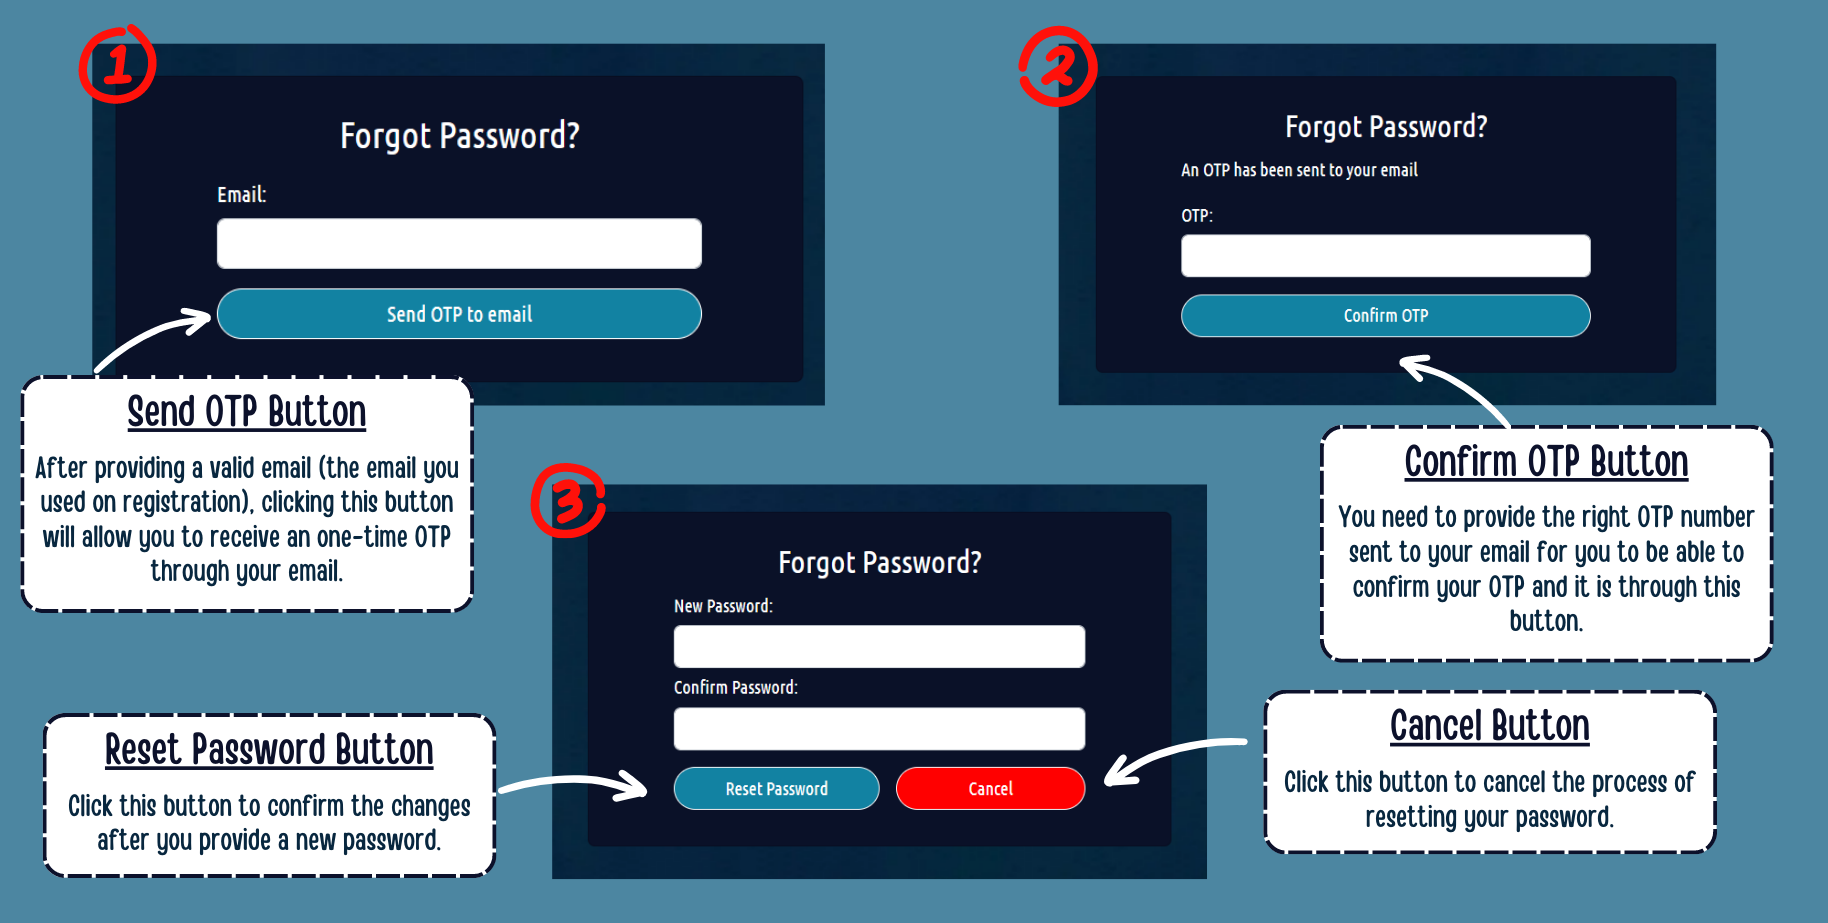 1
Forgot Password?
Email:
Send OTP to email
Send OTP Button
After providing a valid email (the email you
used on registration), clicking this button
will allow you to receive an one-time OTP
through your email.
2
Forgot Password?
An OTP has been sent to your email
OTP:
Confirm OTP
Confirm OTP Button
You need to provide the right OTP number
sent to your email for you to be able to
confirm your OTP and it is through this
button.
3
Forgot Password?
New Password:
Confirm Password:
Reset Password
Cancel
Reset Password Button
Click this button to confirm the changes
after you provide a new password.
Cancel Button
Click this button to cancel the process of
resetting your password.